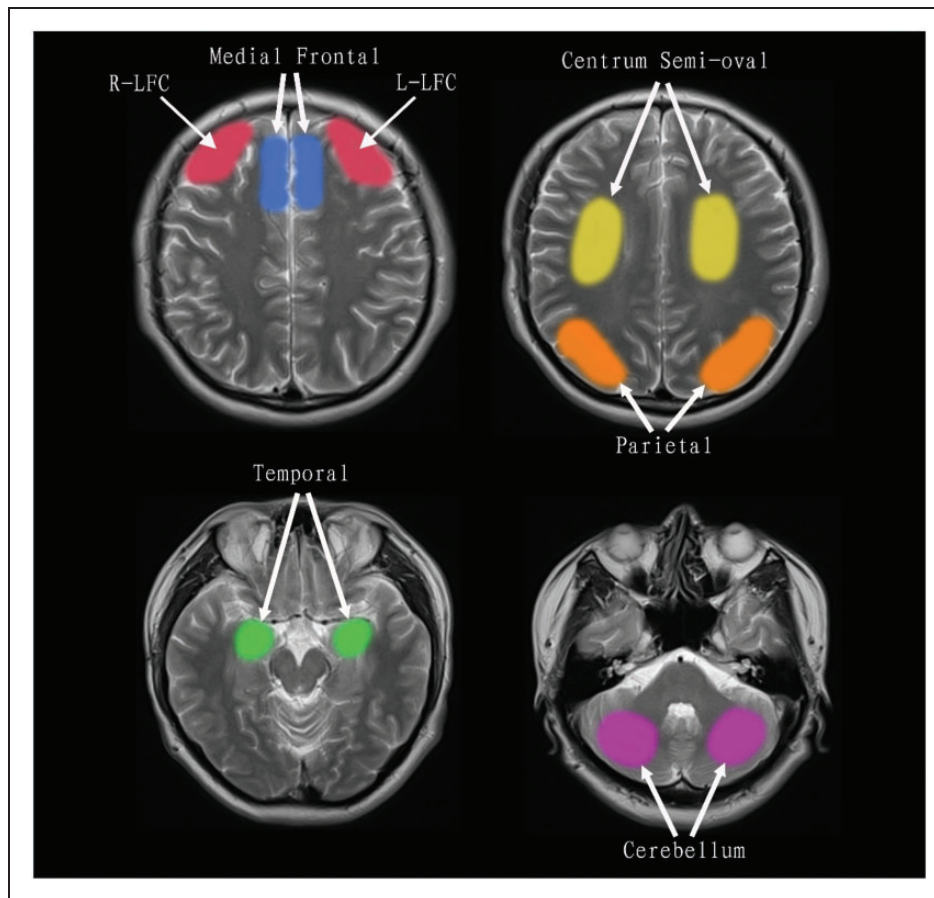 Medial Frontal
R-LFC
L-LFC
Centrum Semi-oval
Parietal
Temporal
Cerebellum